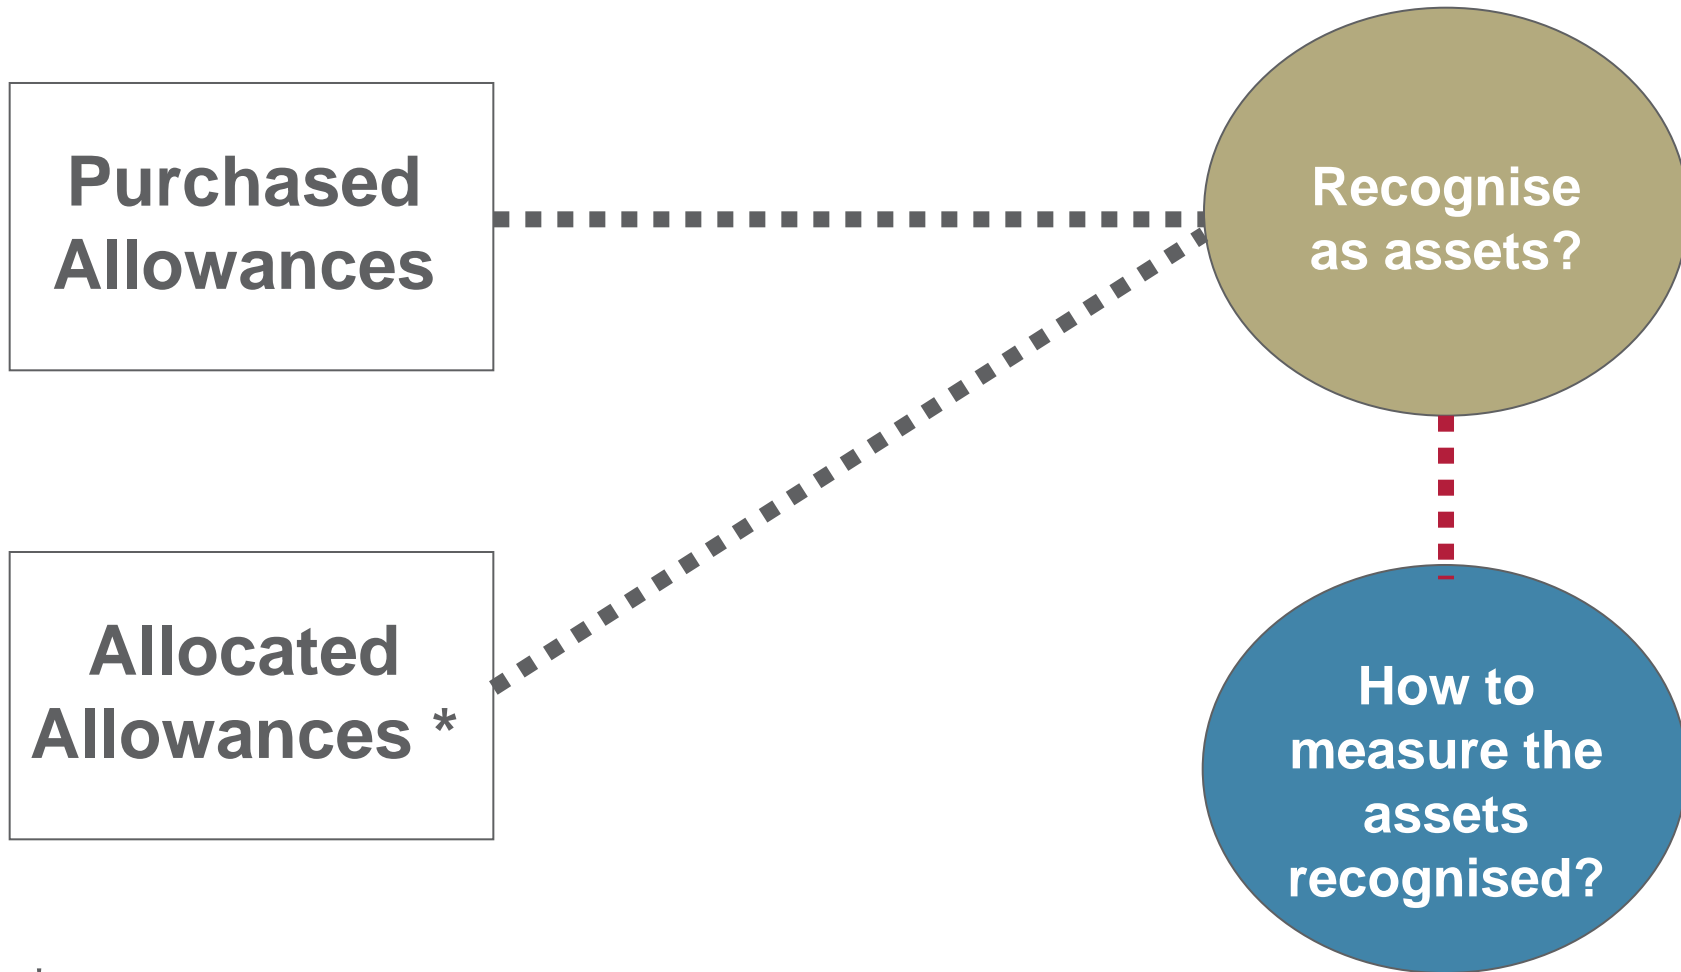 Purchased
Allowances
Recognise
as assets?
Allocated
Allowances *
How to
measure the
assets
recognised?